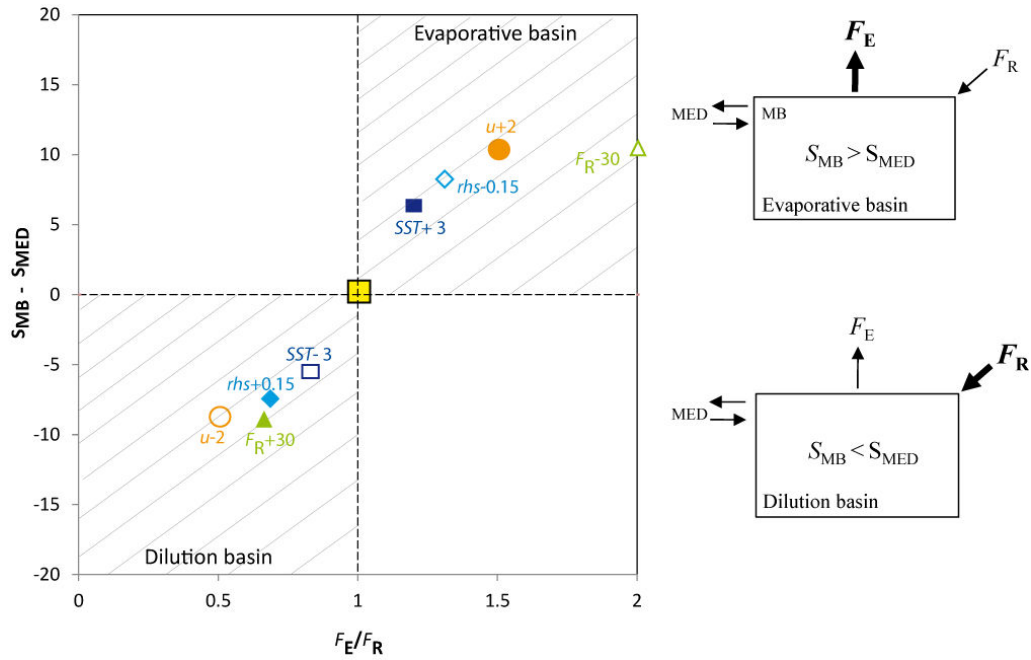 20
15
10
5
0
-5
-10
-15
-20
SMB - SMED
0
0.5
1
1.5
2
FE/FR
Evaporative basin
u+2
FR-30
rhs-0.15
SST+ 3
SST- 3
rhs+0.15
u-2
FR+30
Dilution basin
FE
FR
MED
MB
SMB > SMED
Evaporative basin
FE
FR
MED
SMB < SMED
Dilution basin